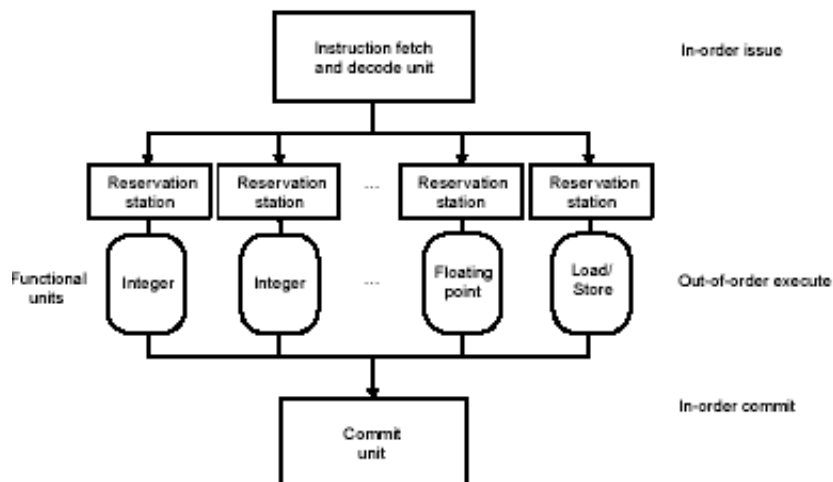 Instruction fetch
and decode unit
In-order issue
Reservation
station
Reservation
station
...
Reservation
station
Reservation
station
Functional
units
Integer
Integer
...
Floating
point
Load/
Store
Out-of-order execute
In-order commit
Commit
unit